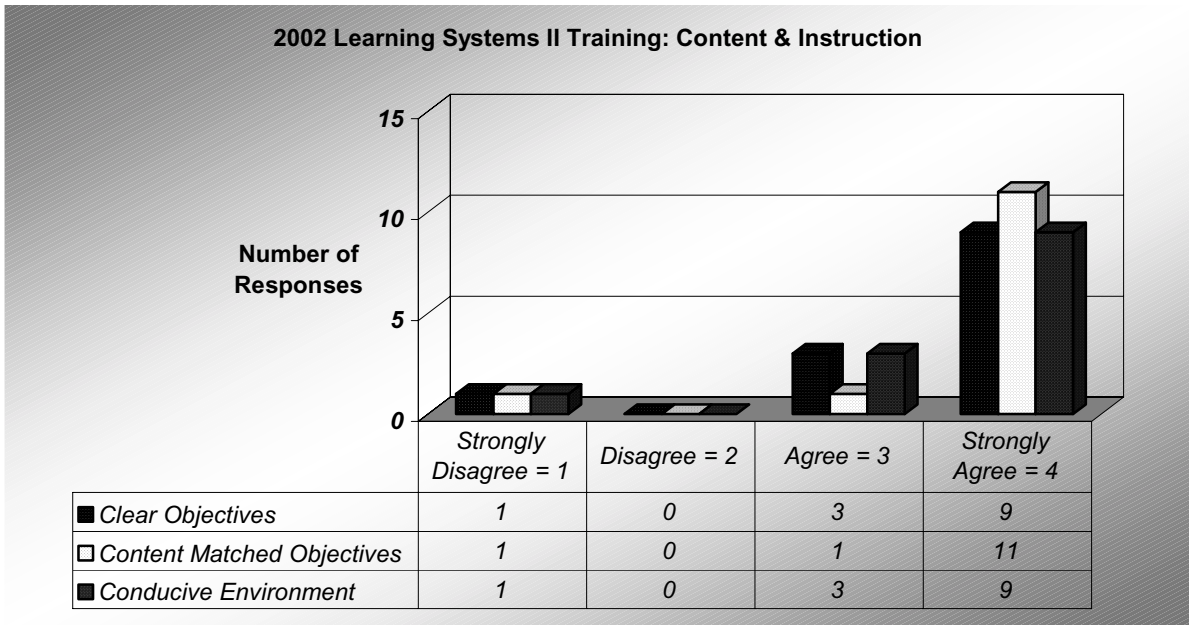 2002 Learning Systems II Training: Content & Instruction
15
10
5
0
Number of
Responses
Strongly
Disagree = 1
Disagree = 2
Agree = 3
Strongly
Agree = 4
Clear Objectives 1 0 3 9
Content Matched Objectives 1 0 1 11
Conducive Environment 1 0 3 9